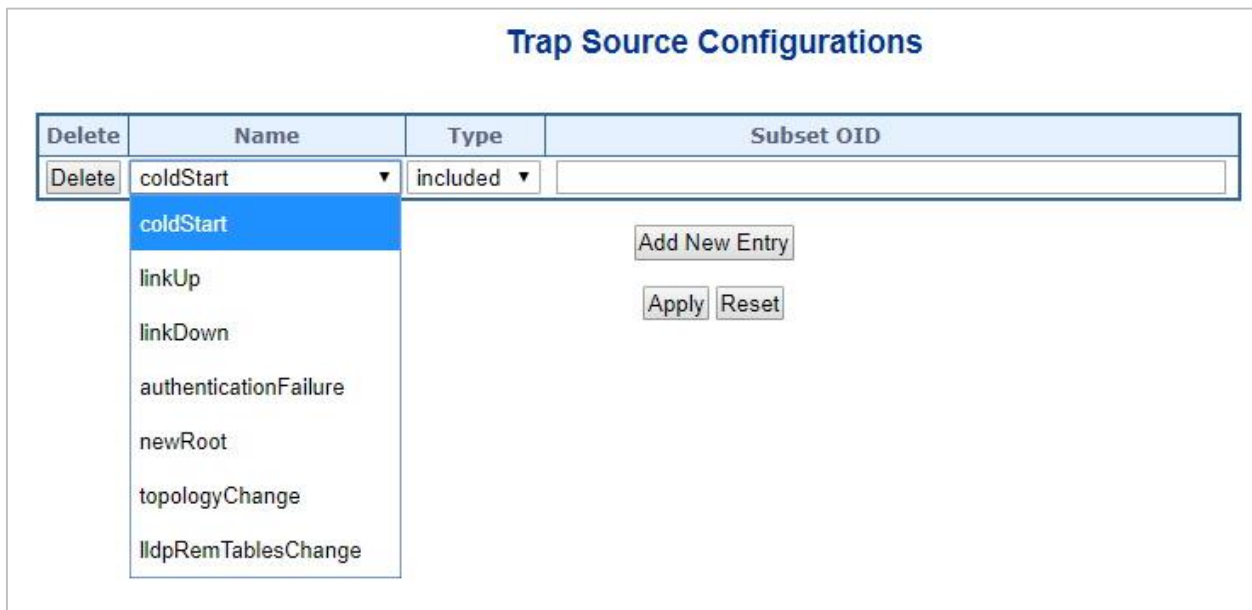 Trap Source Configurations
Delete Name Type Subset OID
Delete coldStart included
coldStart
Add New Entry
linkUp
Apply Reset
linkDown
authenticationFailure
newRoot
topologyChange
lldpRemTablesChange